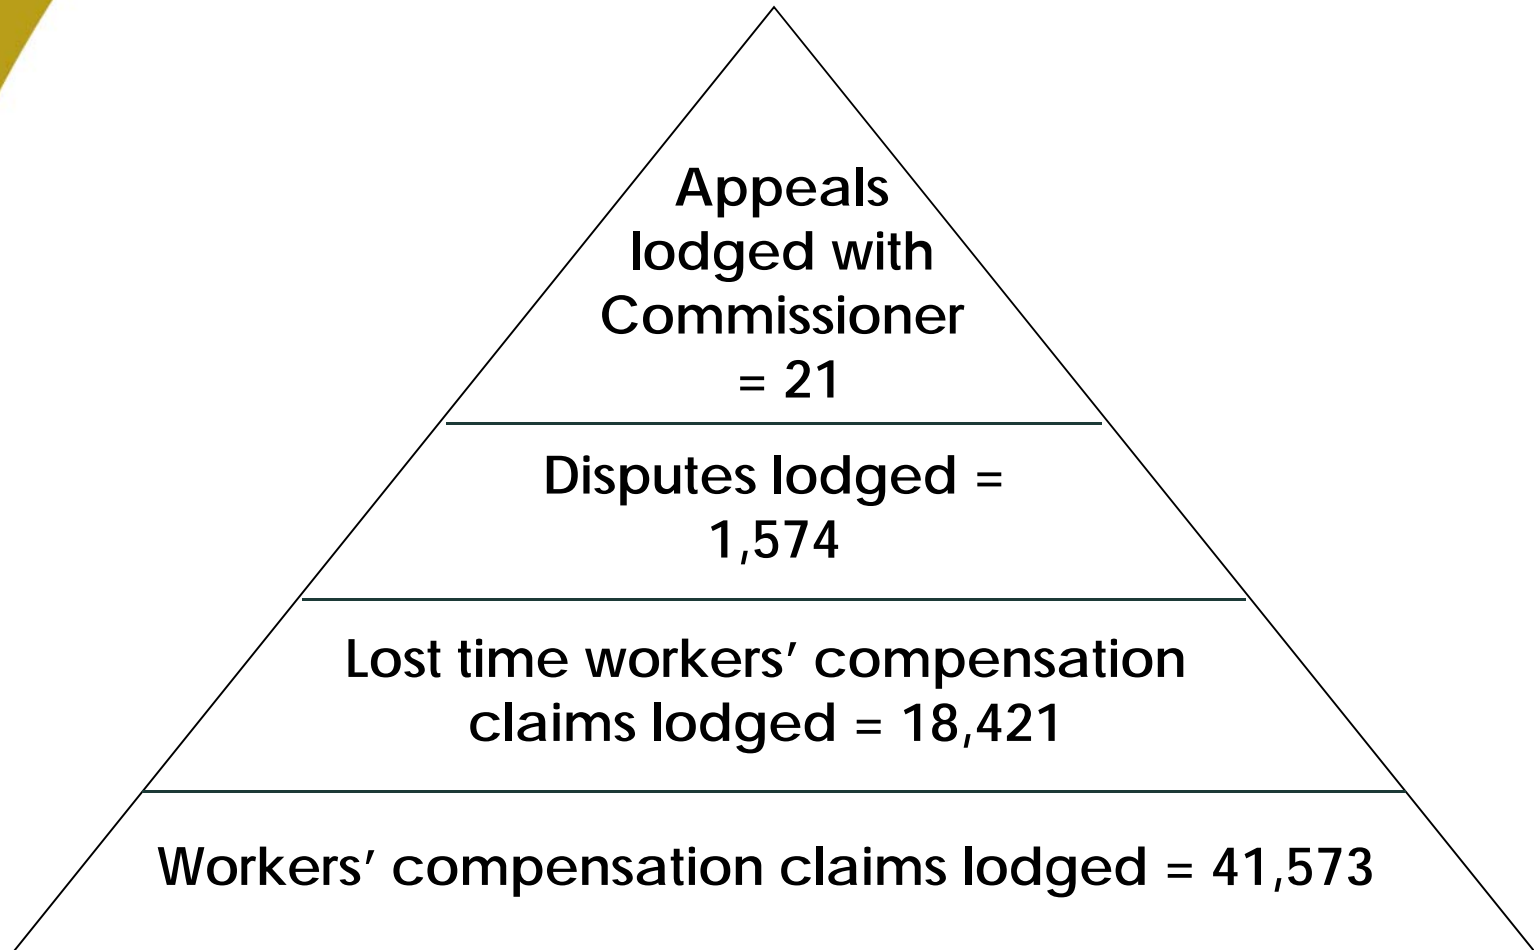 Appeals
lodged with
Commissioner
= 21
Disputes lodged =
1,574
Lost time workers’ compensation
claims lodged = 18,421
Workers’ compensation claims lodged = 41,573